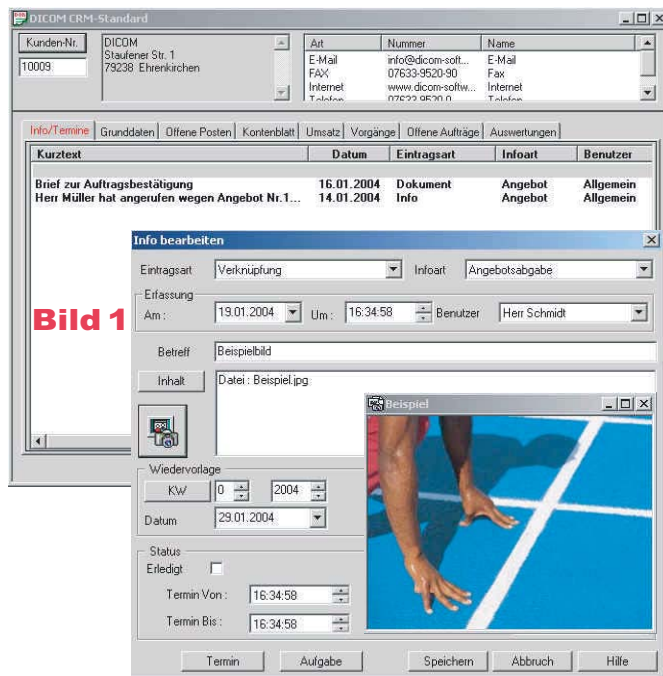 DICOM CRM-Standard
Kunden-Nr.
10009
DICOM
Staufener Str. 1
79238 Ehrenkirchen
Art Nummer Name
E-Mail info@dicom-soft... E-Mail
FAX 07633-9520-90 Fax
Internet www.dicom-softw... Internet
Telefon 07633-9520-0 Telefon
Info/Termine Grunddaten Offene Posten Kontenblatt Umsatz Vorgänge Offene Aufträge Auswertungen
Kurztext Datum Eintragsart Infoart Benutzer
Brief zur Auftragsbestätigung 16.01.2004 Dokument Angebot Allgemein
Herr Müller hat angerufen wegen Angebot Nr.1... 14.01.2004 Info Angebot Allgemein
Bild 1
Info bearbeiten
Eintragsart Verknüpfung Infoart Angebotsabgabe
Erfassung
Am : 19.01.2004 Um : 16:34:58 Benutzer Herr Schmidt
Betreff Beispielbild
Inhalt Datei : Beispiel.jpg
Beispiel
Wiedervorlage
KW 0 2004
Datum 29.01.2004
Status
Erledigt
Termin Von : 16:34:58
Termin Bis : 16:34:58
Termin Aufgabe Speichern Abbruch Hilfe